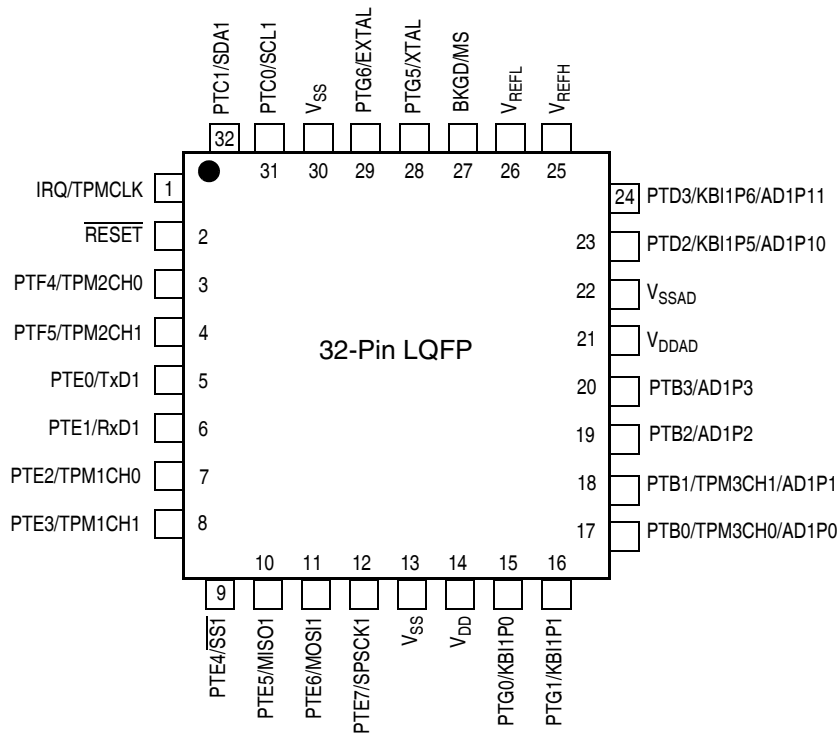 PTC1/SDA1
PTC0/SCL1
VSS
PTG6/EXTAL
PTG5/XTAL
BKGD/MS
VREFL
VREFH
32
31
30
29
28
27
26
25
IRQ/TPMCLK 1
RESET 2
PTF4/TPM2CH0 3
PTF5/TPM2CH1 4
PTE0/TxD1 5
PTE1/RxD1 6
PTE2/TPM1CH0 7
PTE3/TPM1CH1 8
32-Pin LQFP
24 PTD3/KBI1P6/AD1P11
23 PTD2/KBI1P5/AD1P10
22 VSSAD
21 VDDAD
20 PTB3/AD1P3
19 PTB2/AD1P2
18 PTB1/TPM3CH1/AD1P1
17 PTB0/TPM3CH0/AD1P0
9
10
11
12
13
14
15
16
PTE4/SS1
PTE5/MISO1
PTE6/MOSI1
PTE7/SPSCK1
VSS
VDD
PTG0/KBI1P0
PTG1/KBI1P1